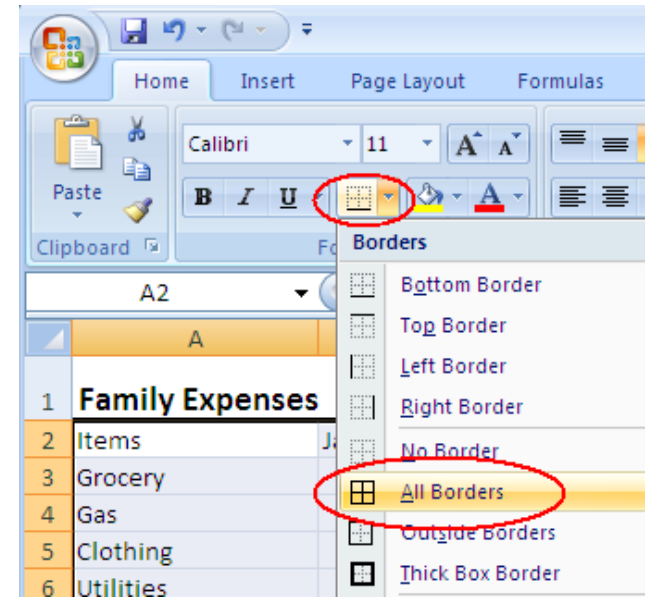 Home Insert Page Layout Formulas
Calibri 11 A A
Paste B I U A
Clipboard
Borders
A2
Bottom Border
Top Border
Left Border
Right Border
No Border
All Borders
Outside Borders
Thick Box Border
A
1 Family Expenses
2 Items
3 Grocery
4 Gas
5 Clothing
6 Utilities